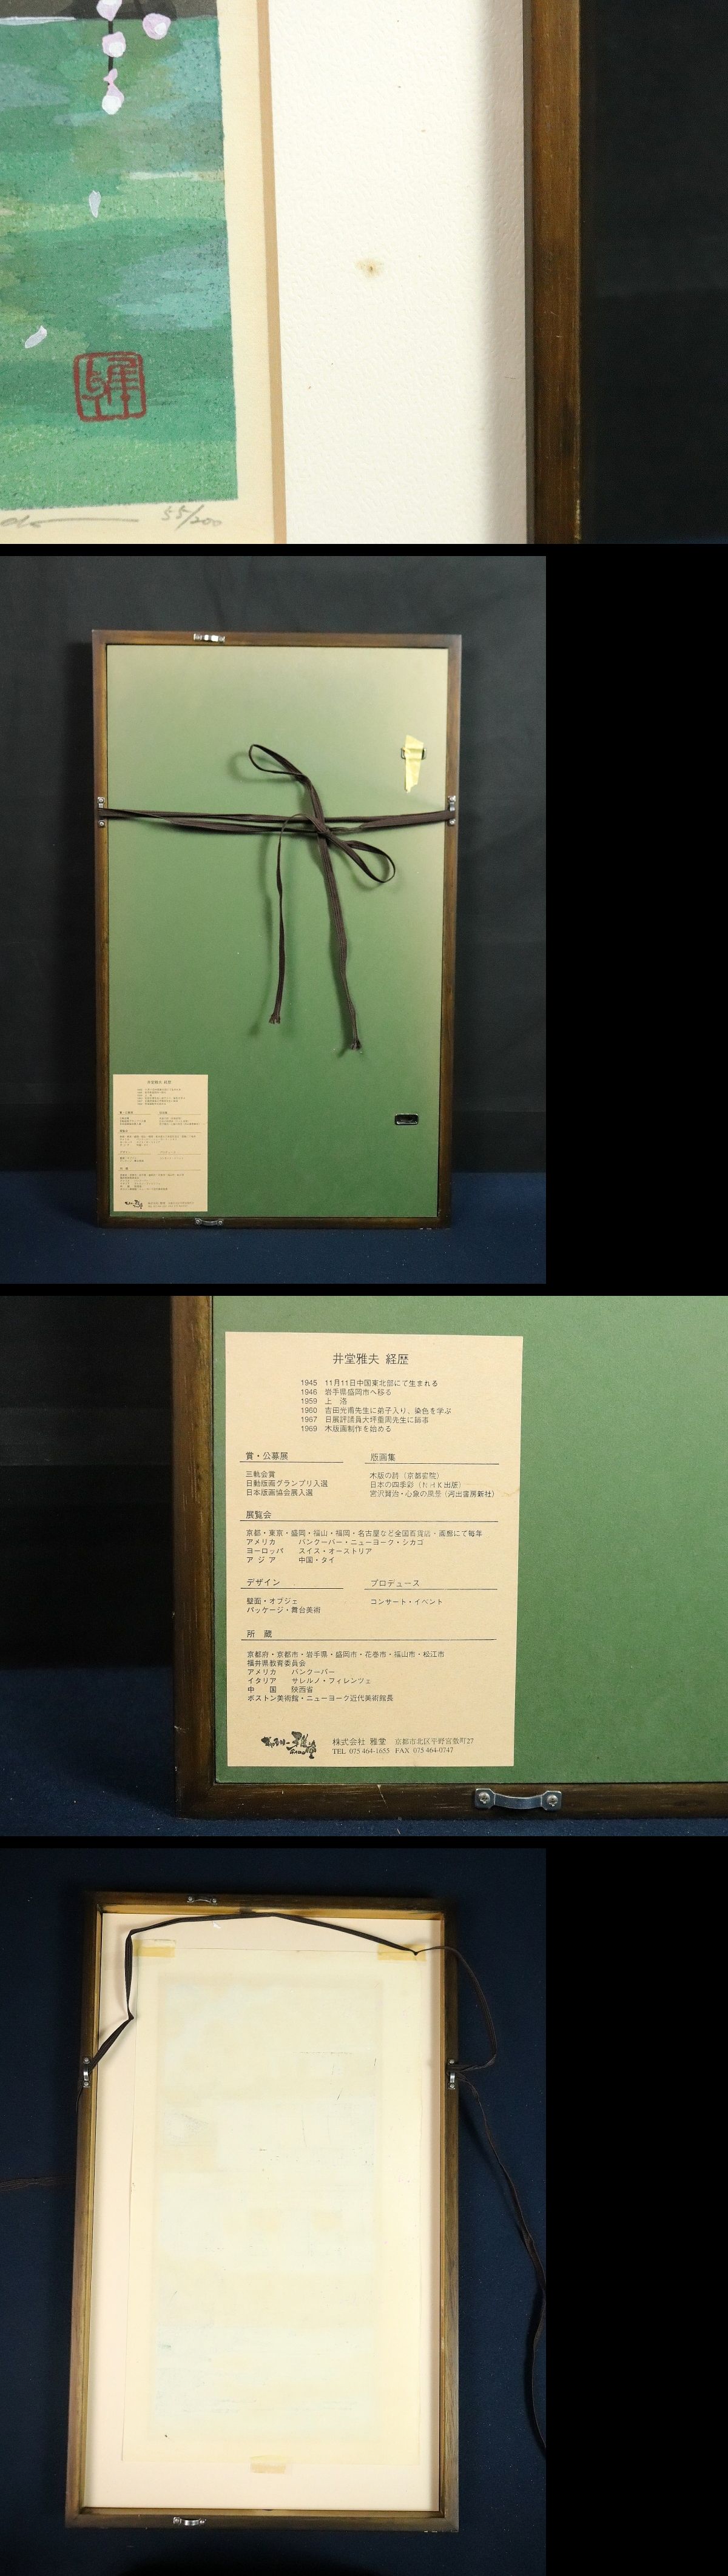 55/200
井堂雅夫 経歴
1945 11月11日中国東北部にて生まれる
1946 岩手県盛岡市へ移る
1959 上 洛
1960 吉田光甫先生に弟子入り、染色を学ぶ
1967 日展評議員大坪重周先生に師事
1969 木版画制作を始める
賞・公募展
三軌会賞
日動版画グランプリ入選
日本版画協会展入選
版画集
木版の詩（京都書院）
日本の四季彩（NHK出版）
宮沢賢治・心象の風景（河出書房新社）
展覧会
京都・東京・盛岡・福山・福岡・名古屋など全国百貨店・画廊にて毎年
アメリカ バンクーバー・ニューヨーク・シカゴ
ヨーロッパ スイス・オーストリア
アジア 中国・タイ
デザイン
壁面・オブジェ
パッケージ・舞台美術
プロデュース
コンサート・イベント
所 蔵
京都府・京都市・岩手県・盛岡市・花巻市・福山市・松江市
福井県教育委員会
アメリカ バンクーバー
イタリア サレルノ・フィレンツェ
中 国 陝西省
ボストン美術館・ニューヨーク近代美術館長
ギャラリー雅堂
株式会社 雅堂 京都市北区平野宮敷町27
TEL 075 464-1655 FAX 075 464-0747